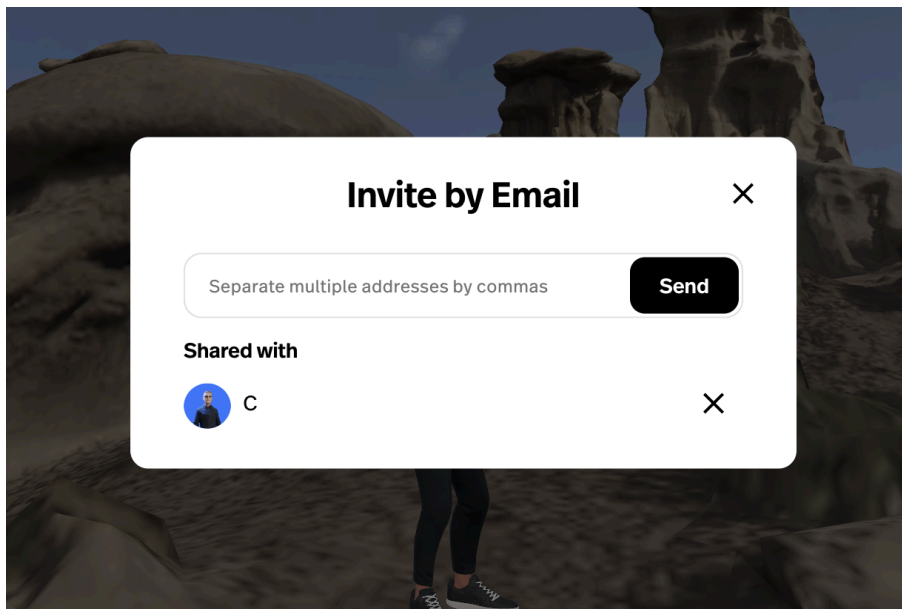 Invite by Email
Separate multiple addresses by commas
Send
Shared with
C